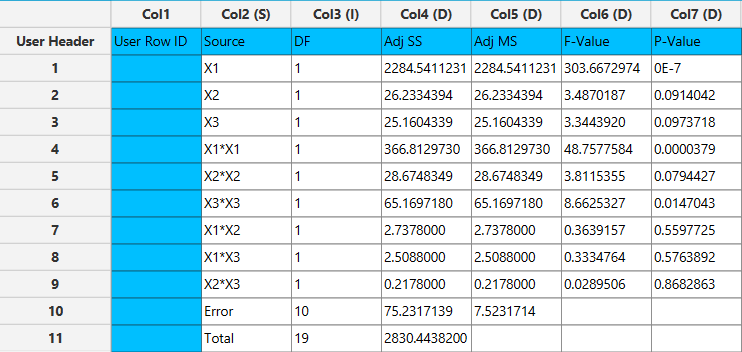 Col1 Col2 (S) Col3 (I) Col4 (D) Col5 (D) Col6 (D) Col7 (D)
User Header User Row ID Source DF Adj SS Adj MS F-Value P-Value
1 X1 1 2284.5411231 2284.5411231 303.6672974 0E-7
2 X2 1 26.2334394 26.2334394 3.4870187 0.0914042
3 X3 1 25.1604339 25.1604339 3.3443920 0.0973718
4 X1*X1 1 366.8129730 366.8129730 48.7577584 0.0000379
5 X2*X2 1 28.6748349 28.6748349 3.8115355 0.0794427
6 X3*X3 1 65.1697180 65.1697180 8.6625327 0.0147043
7 X1*X2 1 2.7378000 2.7378000 0.3639157 0.5597725
8 X1*X3 1 2.5088000 2.5088000 0.3334764 0.5763892
9 X2*X3 1 0.2178000 0.2178000 0.0289506 0.8682863
10 Error 10 75.2317139 7.5231714
11 Total 19 2830.4438200